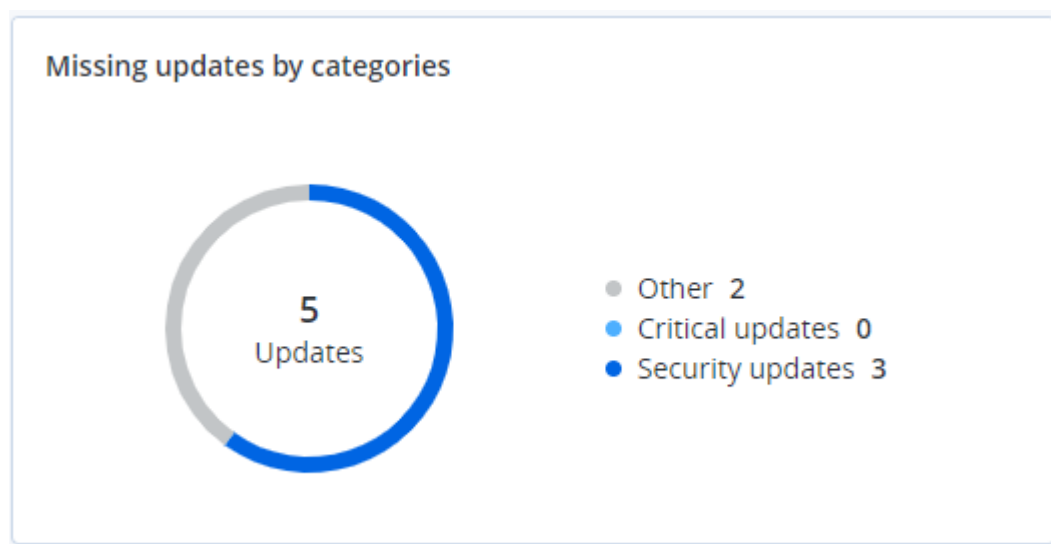 Missing updates by categories
5
Updates
Other 2
Critical updates 0
Security updates 3